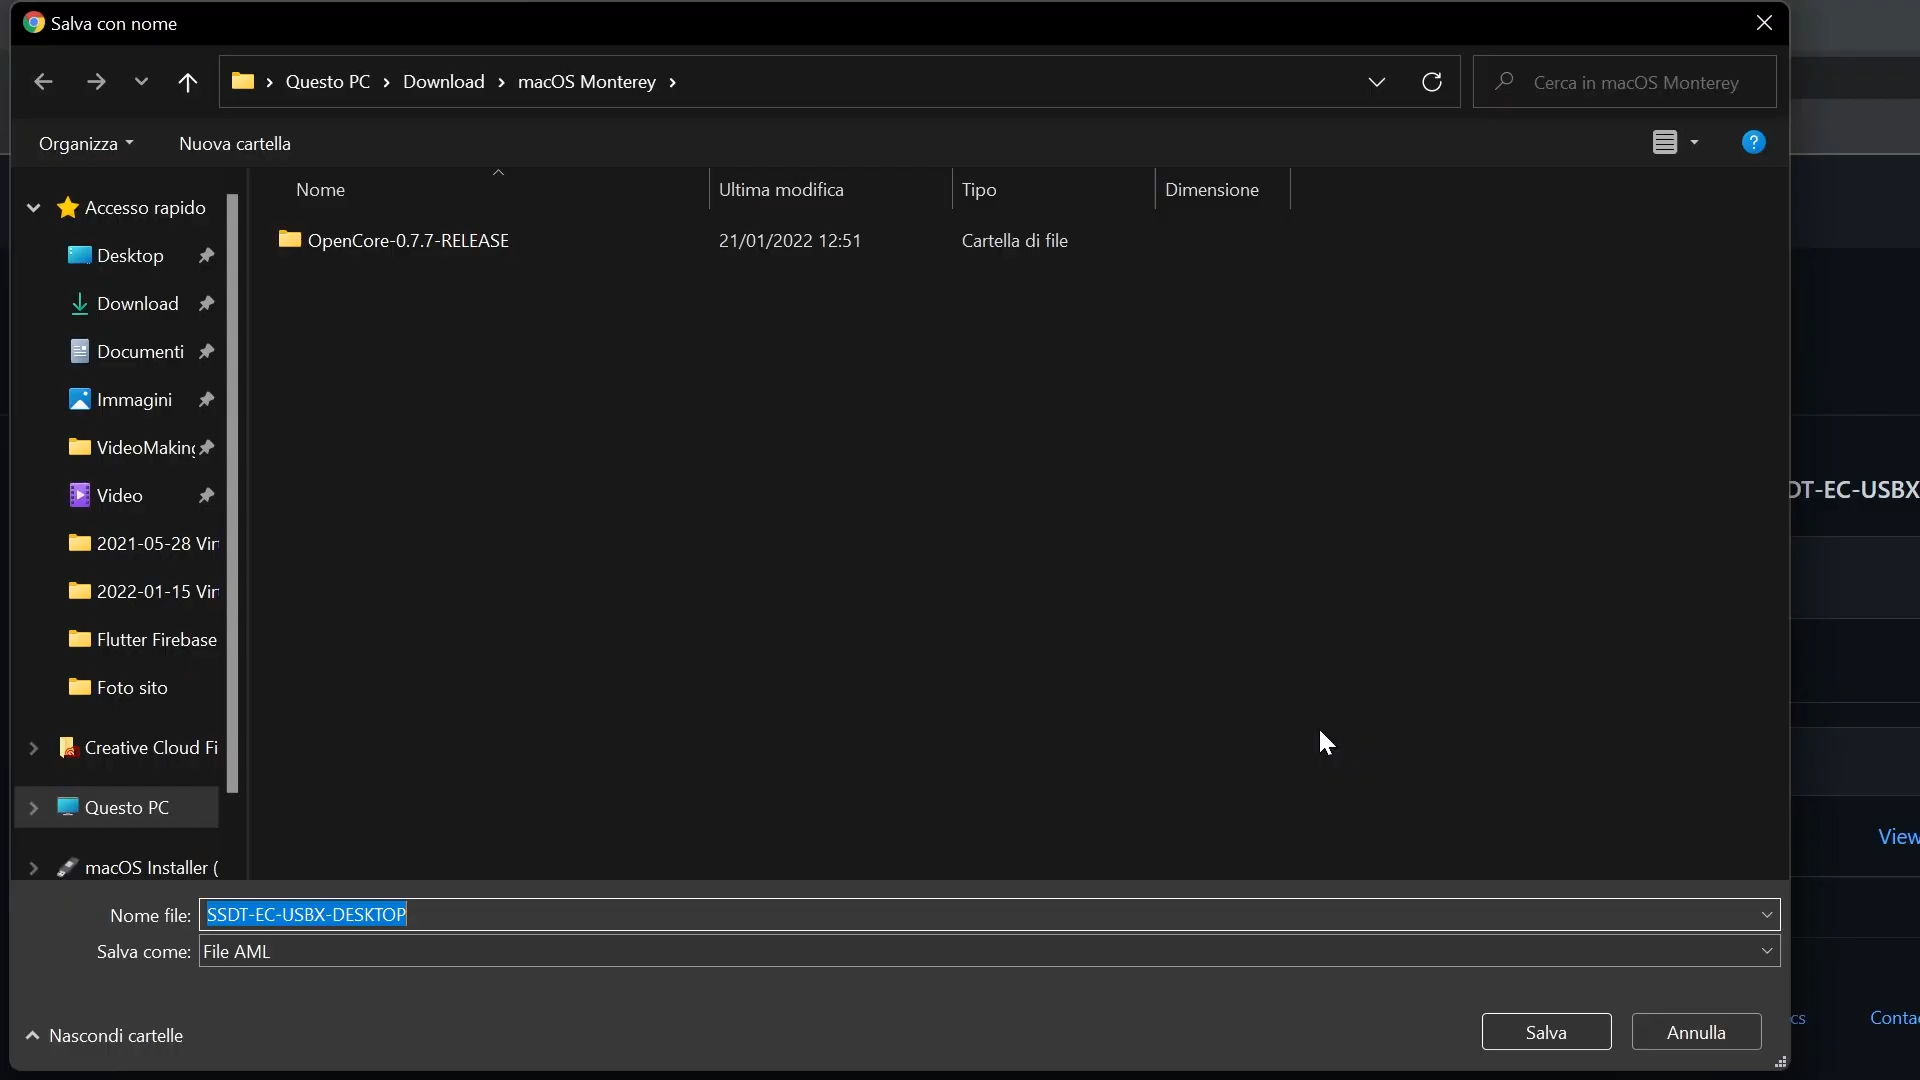 Salva con nome
Questo PC › Download › macOS Monterey ›
Cerca in macOS Monterey
Organizza
Nuova cartella
Nome
Ultima modifica
Tipo
Dimensione
OpenCore-0.7.7-RELEASE
21/01/2022 12:51
Cartella di file
Accesso rapido
Desktop
Download
Documenti
Immagini
VideoMaking
Video
2021-05-28 Vir
2022-01-15 Vir
Flutter Firebase
Foto sito
Creative Cloud Fi
Questo PC
macOS Installer (
DT-EC-USBX
View
Nome file: SSDT-EC-USBX-DESKTOP
Salva come: File AML
Nascondi cartelle
Salva
Annulla
cs
Conta